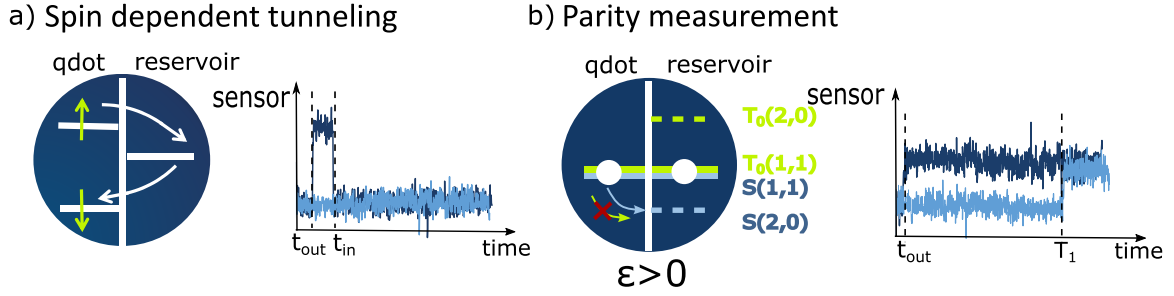 a) Spin dependent tunneling
qdot reservoir
sensor
t_out t_in time
b) Parity measurement
qdot reservoir
T₀(2,0)
T₀(1,1)
S(1,1)
S(2,0)
ε>0
sensor
t_out T₁ time